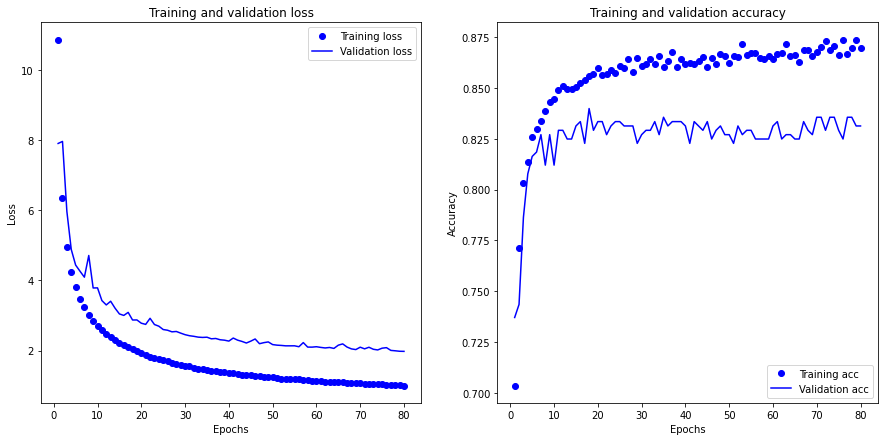 Training and validation loss
Training loss
Validation loss
10
8
6
4
2
Loss
0 10 20 30 40 50 60 70 80
Epochs
Training and validation accuracy
0.875
0.850
0.825
0.800
0.775
0.750
0.725
0.700
Accuracy
Training acc
Validation acc
0 10 20 30 40 50 60 70 80
Epochs